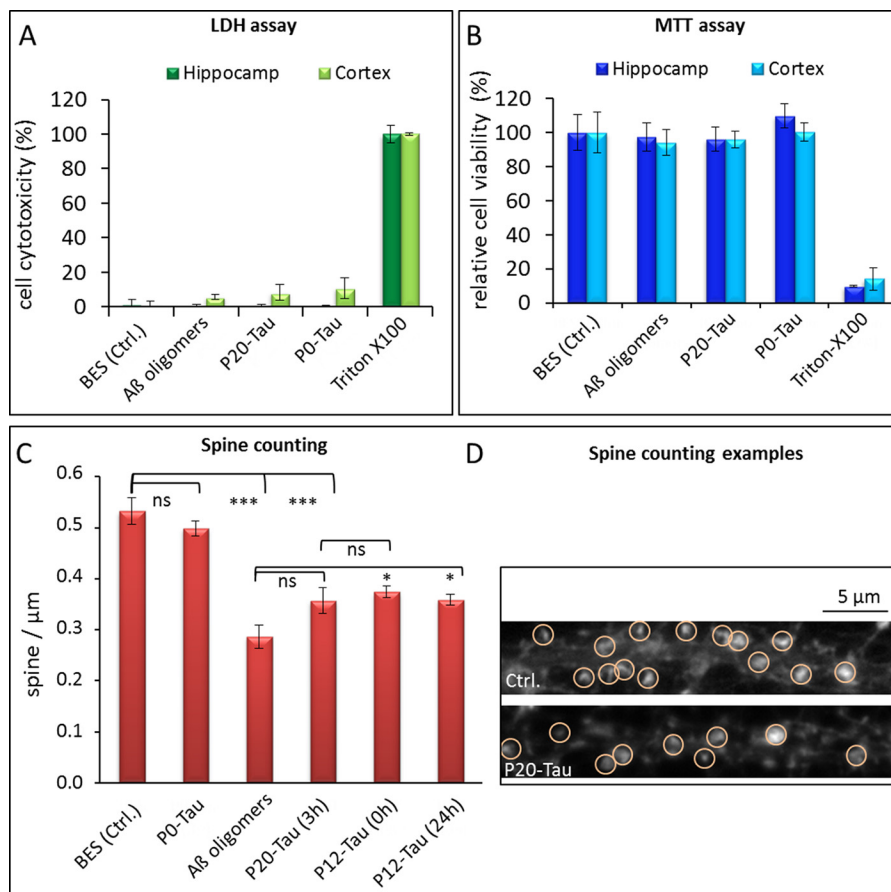 A
LDH assay
Hippocamp
Cortex
cell cytotoxicity (%)
120
100
80
60
40
20
0
BES (Ctrl.)
Aß oligomers
P20-Tau
P0-Tau
Triton X100
B
MTT assay
Hippocamp
Cortex
relative cell viability (%)
120
100
80
60
40
20
0
BES (Ctrl.)
Aß oligomers
P20-Tau
P0-Tau
Triton-X100
C
Spine counting
spine / µm
0.6
0.5
0.4
0.3
0.2
0.1
0.0
ns
***
***
ns
ns
*
*
BES (Ctrl.)
P0-Tau
Aß oligomers
P20-Tau (3h)
P12-Tau (0h)
P12-Tau (24h)
D
Spine counting examples
5 µm
Ctrl.
P20-Tau